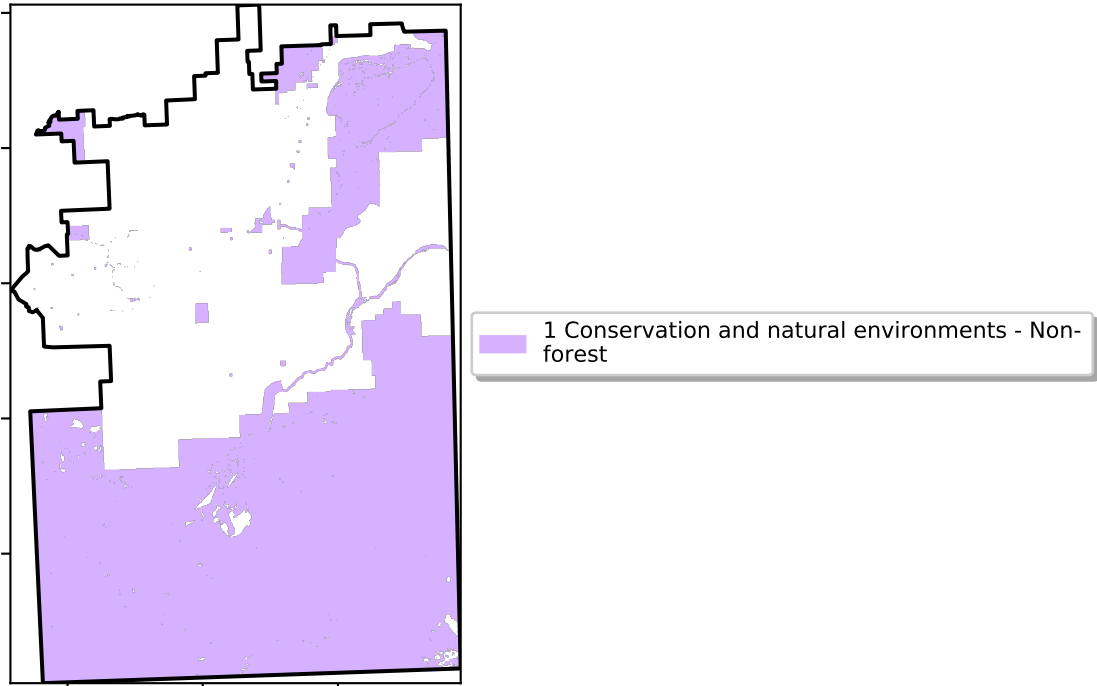 1 Conservation and natural environments - Non-
forest